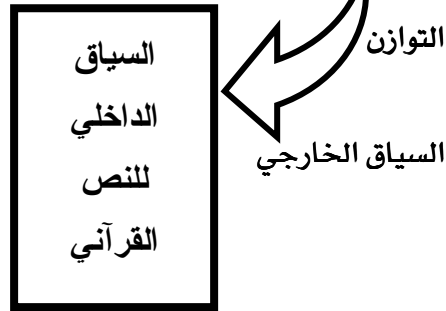 التوازن
السياق الخارجي
السياق
الداخلي
للنص
القرآني